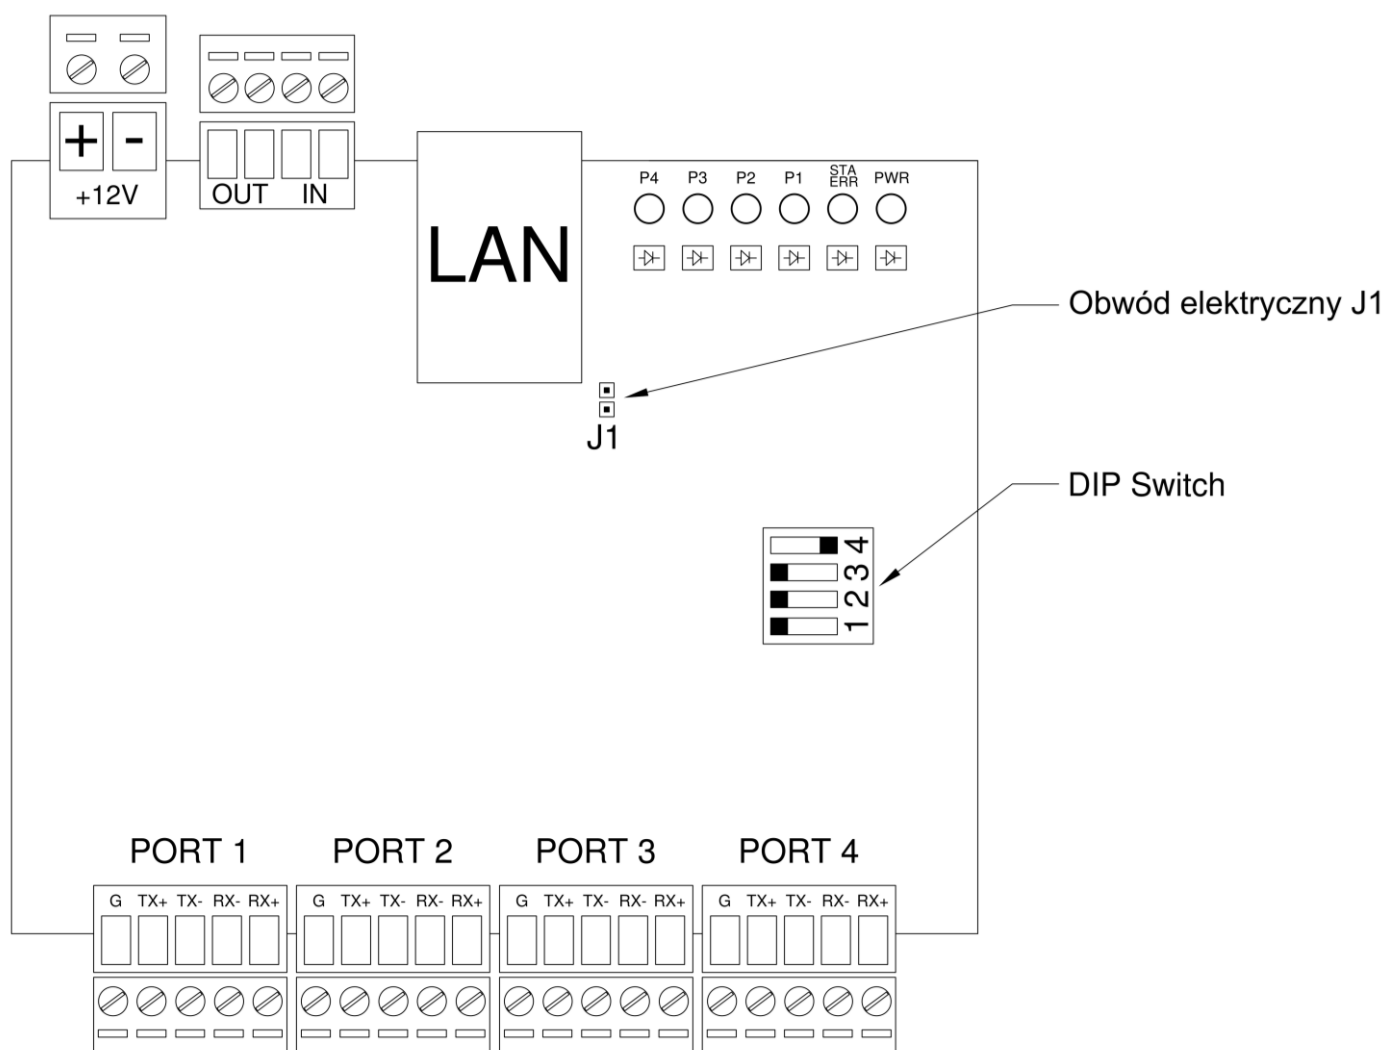 + -
+12V
OUT IN
LAN
P4 P3 P2 P1 STA ERR PWR
Obwód elektryczny J1
J1
DIP Switch
4
3
2
1
PORT 1 PORT 2 PORT 3 PORT 4
G TX+ TX- RX- RX+ G TX+ TX- RX- RX+ G TX+ TX- RX- RX+ G TX+ TX- RX- RX+